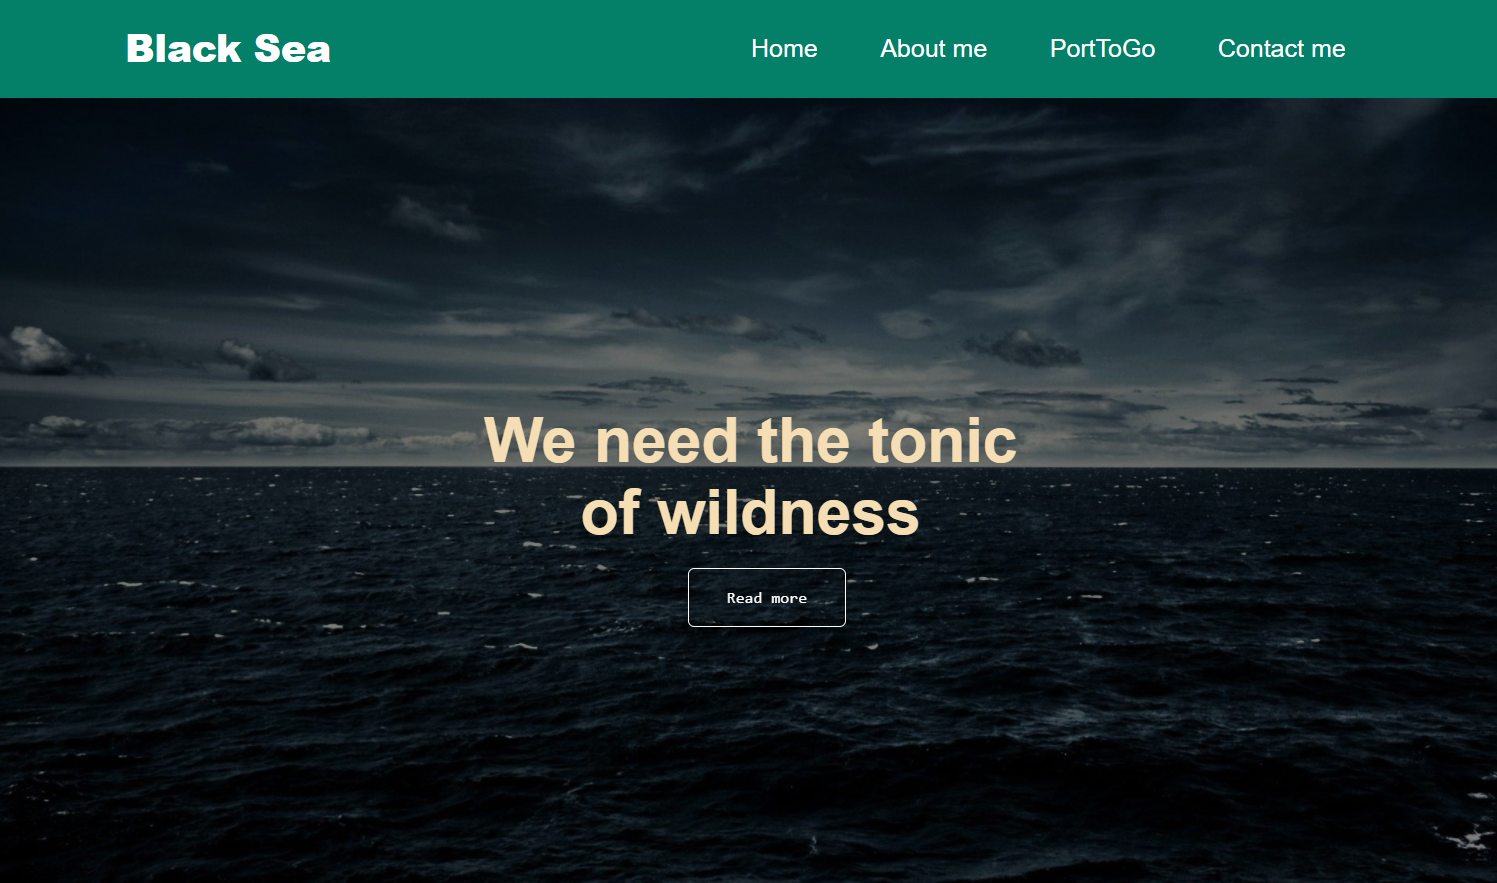 Black Sea
Home About me PortToGo Contact me
We need the tonic
of wildness
Read more